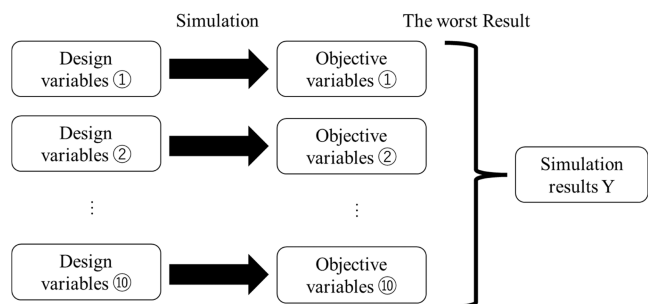 Simulation
The worst Result
Design
variables ①
Objective
variables ①
Design
variables ②
Objective
variables ②
Simulation
results Y
⋮
⋮
Design
variables ⑩
Objective
variables ⑩